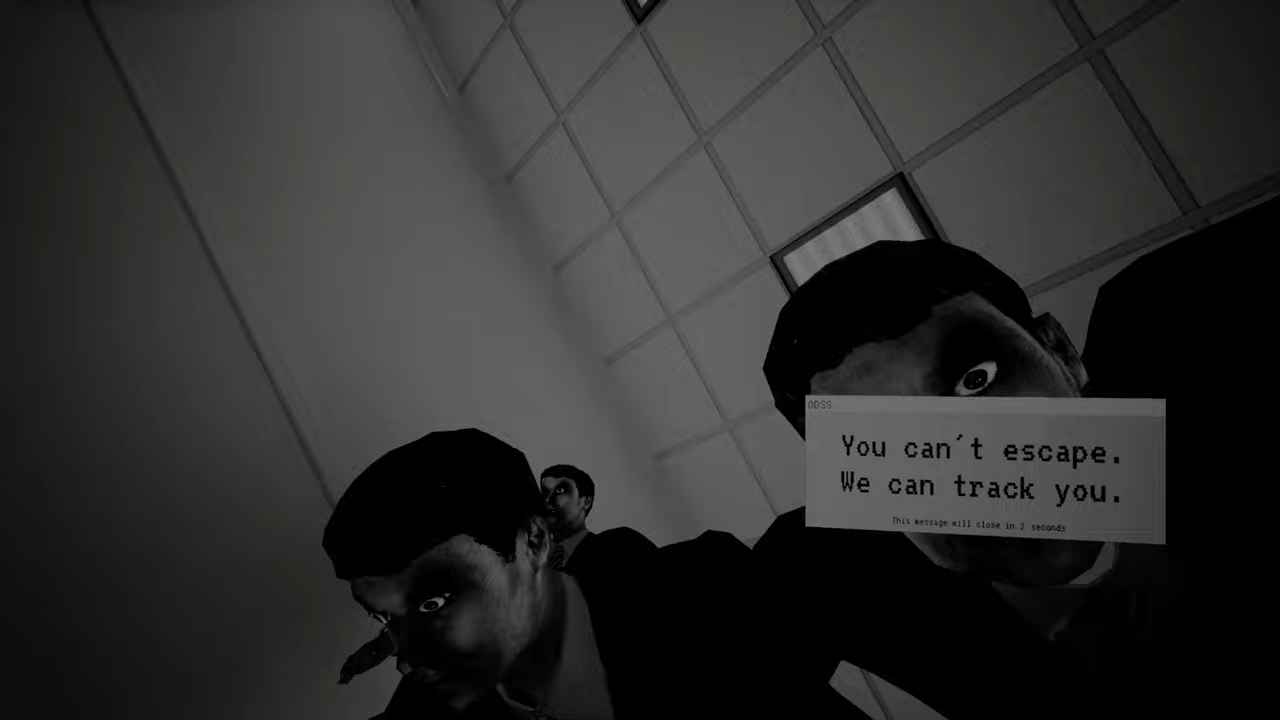 ODSS
You can´t escape.
We can track you.
This message will close in 2 seconds